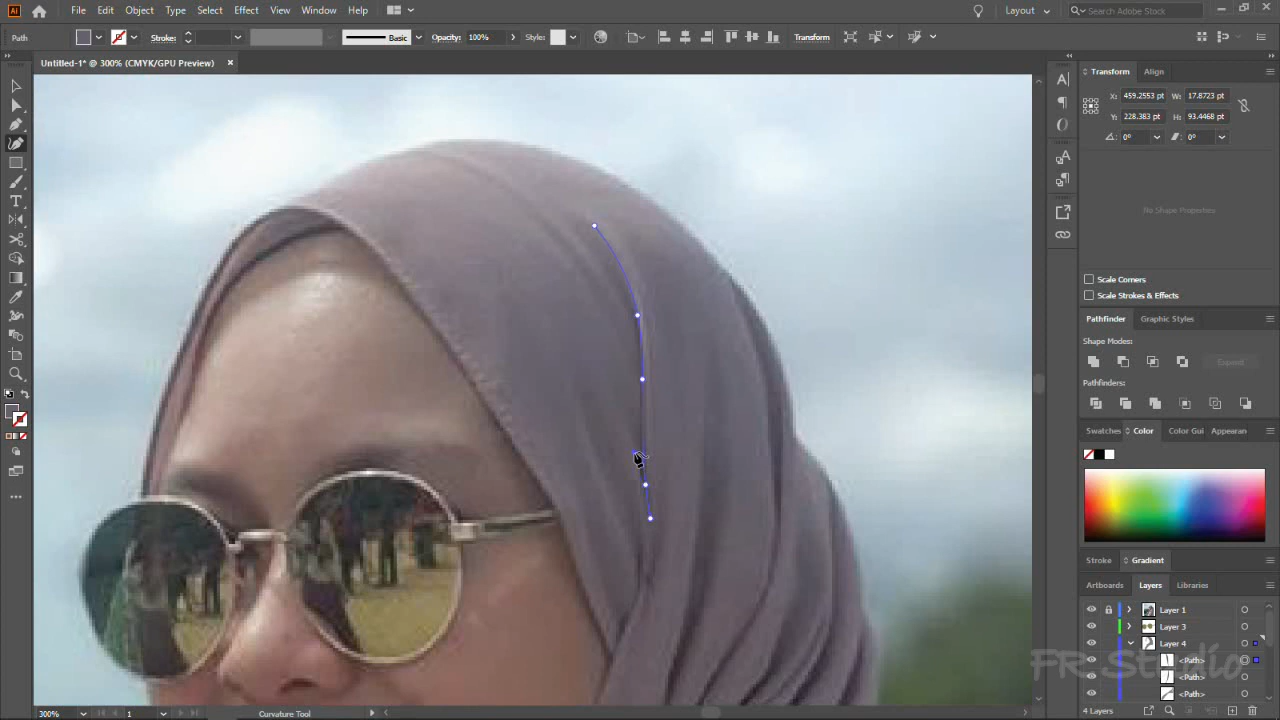 Ai File Edit Object Type Select Effect View Window Help Layout Search Adobe Stock
Path Stroke: Basic Opacity: 100% Style: Transform
Untitled-1* @ 300% (CMYK/GPU Preview) ×
Transform Align
X: 459.2553 pt W: 17.8723 pt
Y: 228.383 pt H: 93.4468 pt
0° 0°
No Shape Properties
Scale Corners
Scale Strokes & Effects
Pathfinder Graphic Styles
Shape Modes:
Expand
Pathfinders:
Swatches Color Color Gui Appearan
Stroke Gradient
Artboards Layers Libraries
Layer 1
Layer 3
Layer 4
<Path>
<Path>
<Path>
FR.Studio
4 Layers
300% 1 Curvature Tool